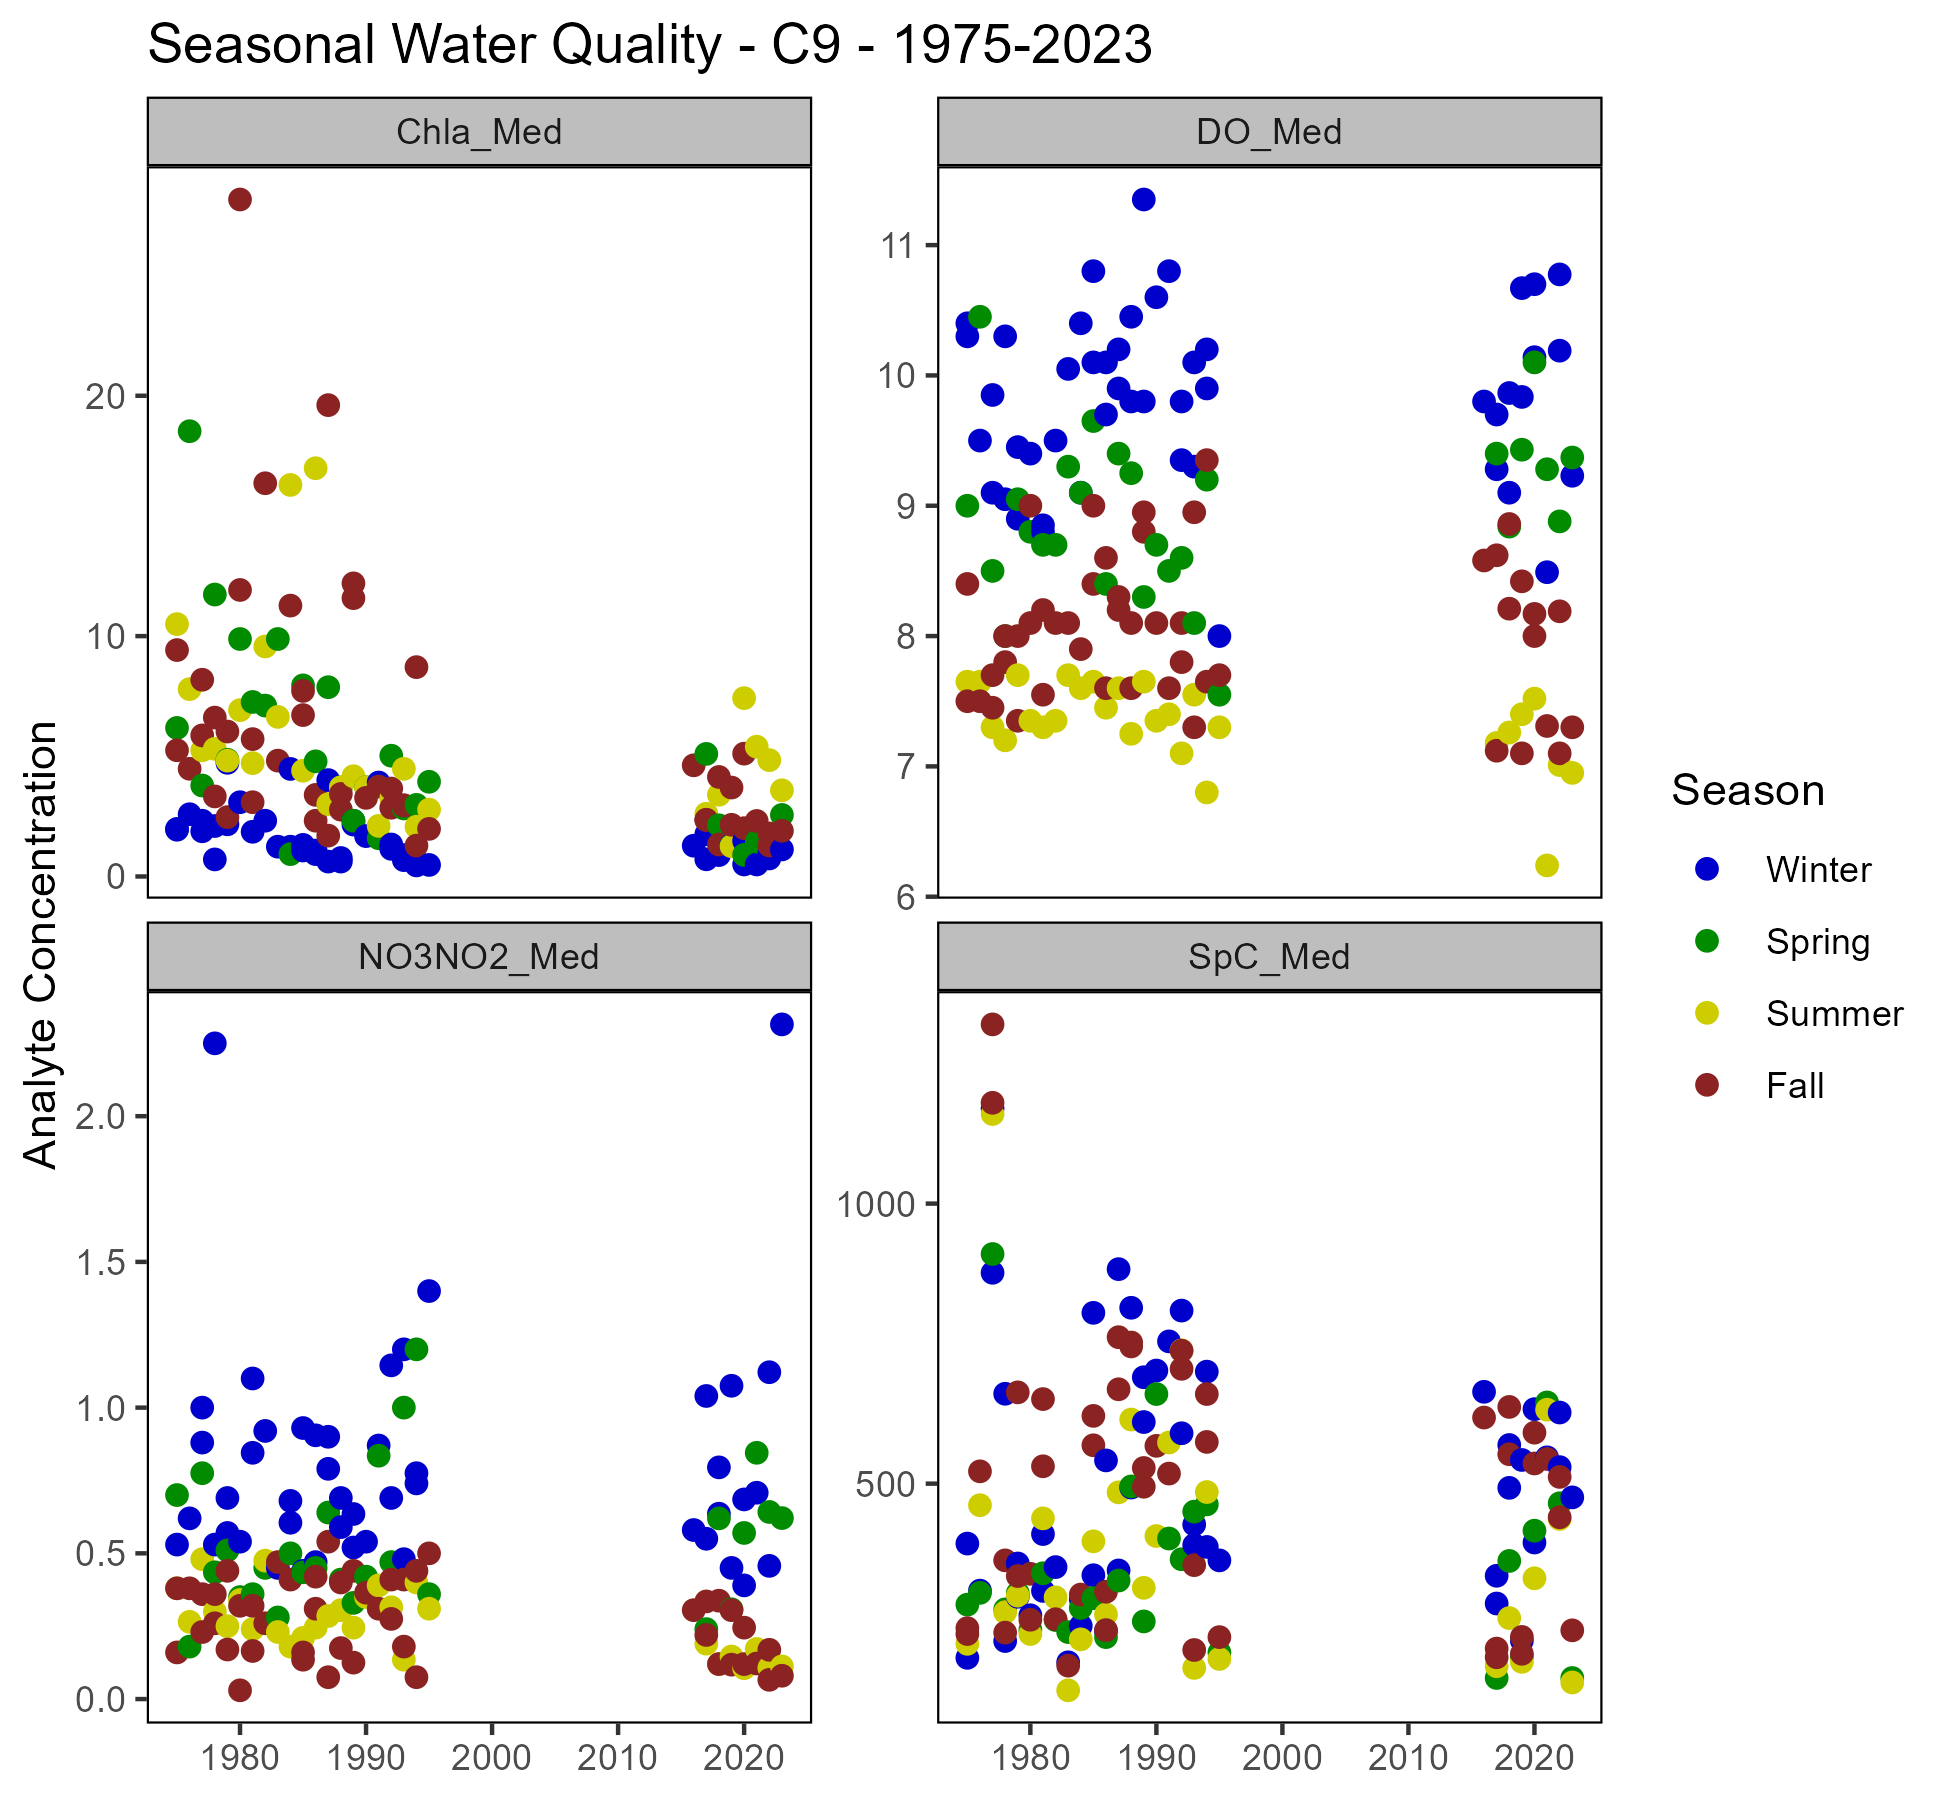 Seasonal Water Quality - C9 - 1975-2023
Chla_Med
DO_Med
20
10
0
11
10
9
8
7
6
Analyte Concentration
NO3NO2_Med
SpC_Med
2.0
1.5
1.0
0.5
0.0
1000
500
1980 1990 2000 2010 2020
1980 1990 2000 2010 2020
Season
Winter
Spring
Summer
Fall